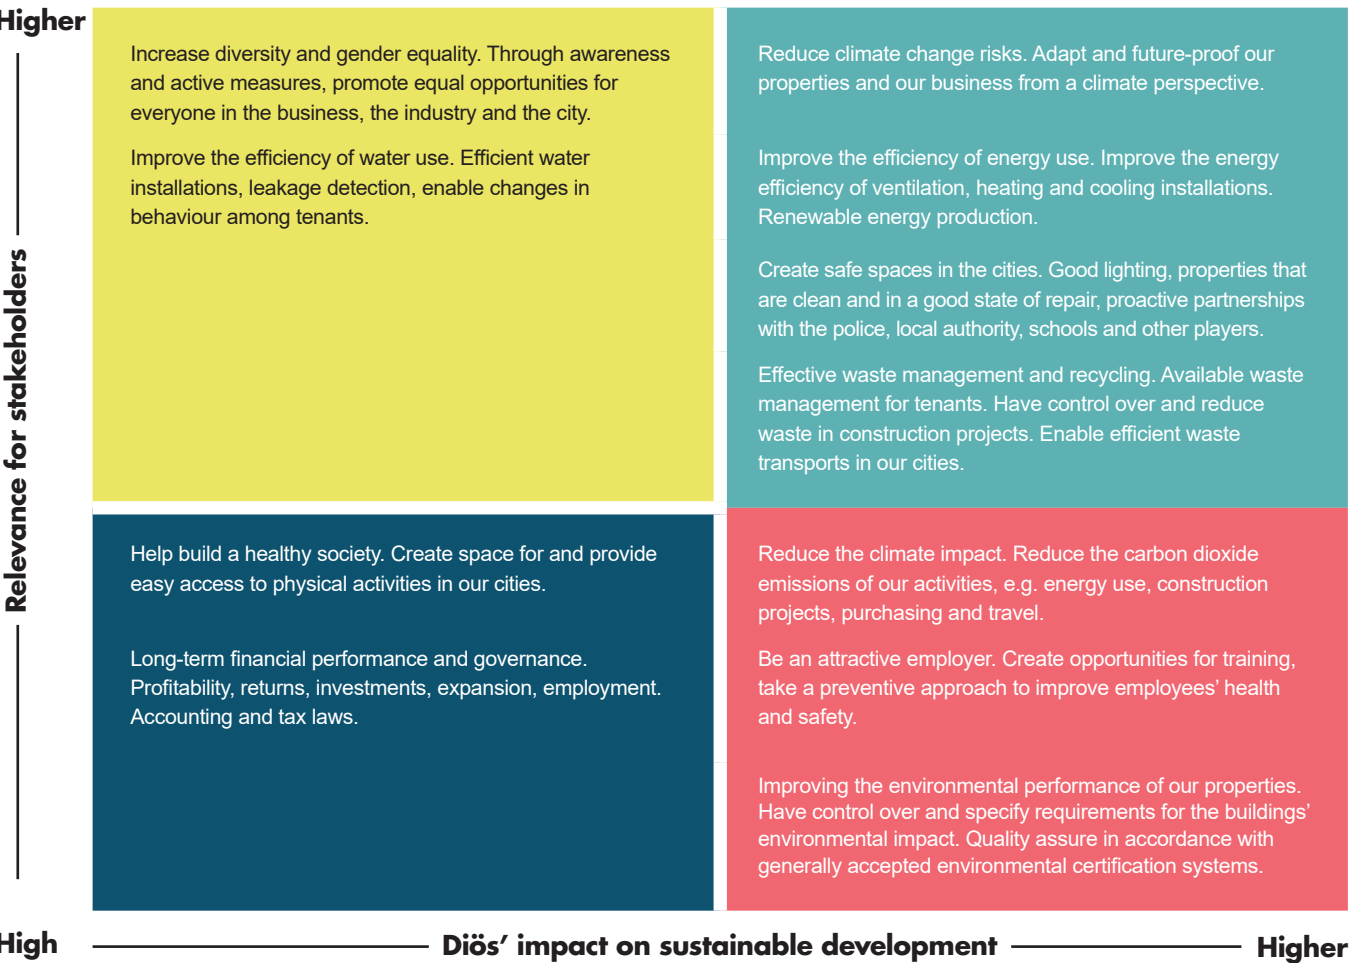 Higher
Increase diversity and gender equality. Through awareness
and active measures, promote equal opportunities for
everyone in the business, the industry and the city.
Improve the efficiency of water use. Efficient water
installations, leakage detection, enable changes in
behaviour among tenants.
Reduce climate change risks. Adapt and future-proof our
properties and our business from a climate perspective.
Improve the efficiency of energy use. Improve the energy
efficiency of ventilation, heating and cooling installations.
Renewable energy production.
Create safe spaces in the cities. Good lighting, properties that
are clean and in a good state of repair, proactive partnerships
with the police, local authority, schools and other players.
Effective waste management and recycling. Available waste
management for tenants. Have control over and reduce
waste in construction projects. Enable efficient waste
transports in our cities.
Relevance for stakeholders
Help build a healthy society. Create space for and provide
easy access to physical activities in our cities.
Long-term financial performance and governance.
Profitability, returns, investments, expansion, employment.
Accounting and tax laws.
Reduce the climate impact. Reduce the carbon dioxide
emissions of our activities, e.g. energy use, construction
projects, purchasing and travel.
Be an attractive employer. Create opportunities for training,
take a preventive approach to improve employees' health
and safety.
Improving the environmental performance of our properties.
Have control over and specify requirements for the buildings'
environmental impact. Quality assure in accordance with
generally accepted environmental certification systems.
High
Diös' impact on sustainable development
Higher